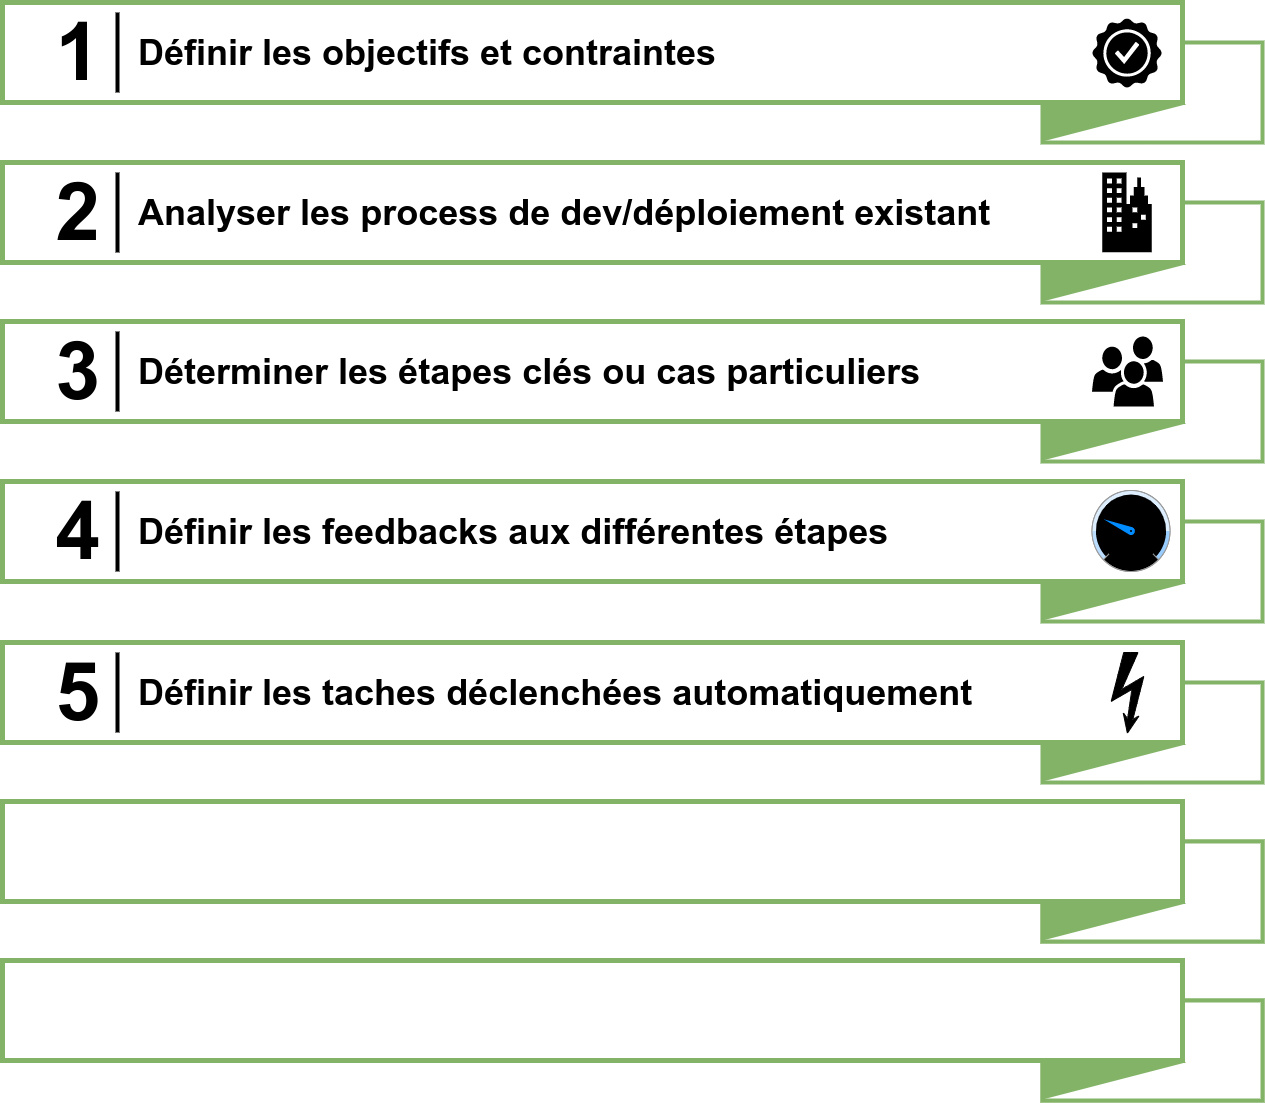 1 Définir les objectifs et contraintes
2 Analyser les process de dev/déploiement existant
3 Déterminer les étapes clés ou cas particuliers
4 Définir les feedbacks aux différentes étapes
5 Définir les taches déclenchées automatiquement